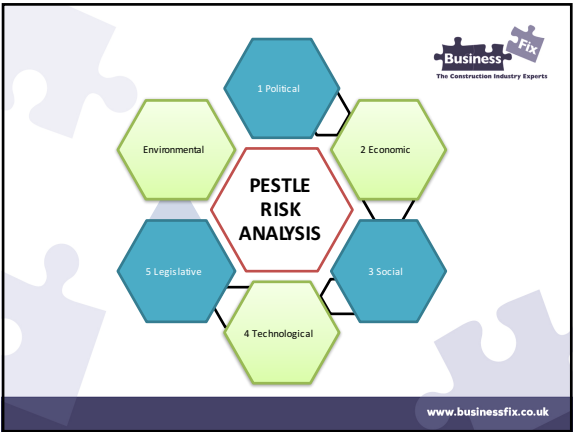 Business
Fix
The Construction Industry Experts
1 Political
Environmental
2 Economic
PESTLE
RISK
ANALYSIS
5 Legislative
3 Social
4 Technological
www.businessfix.co.uk